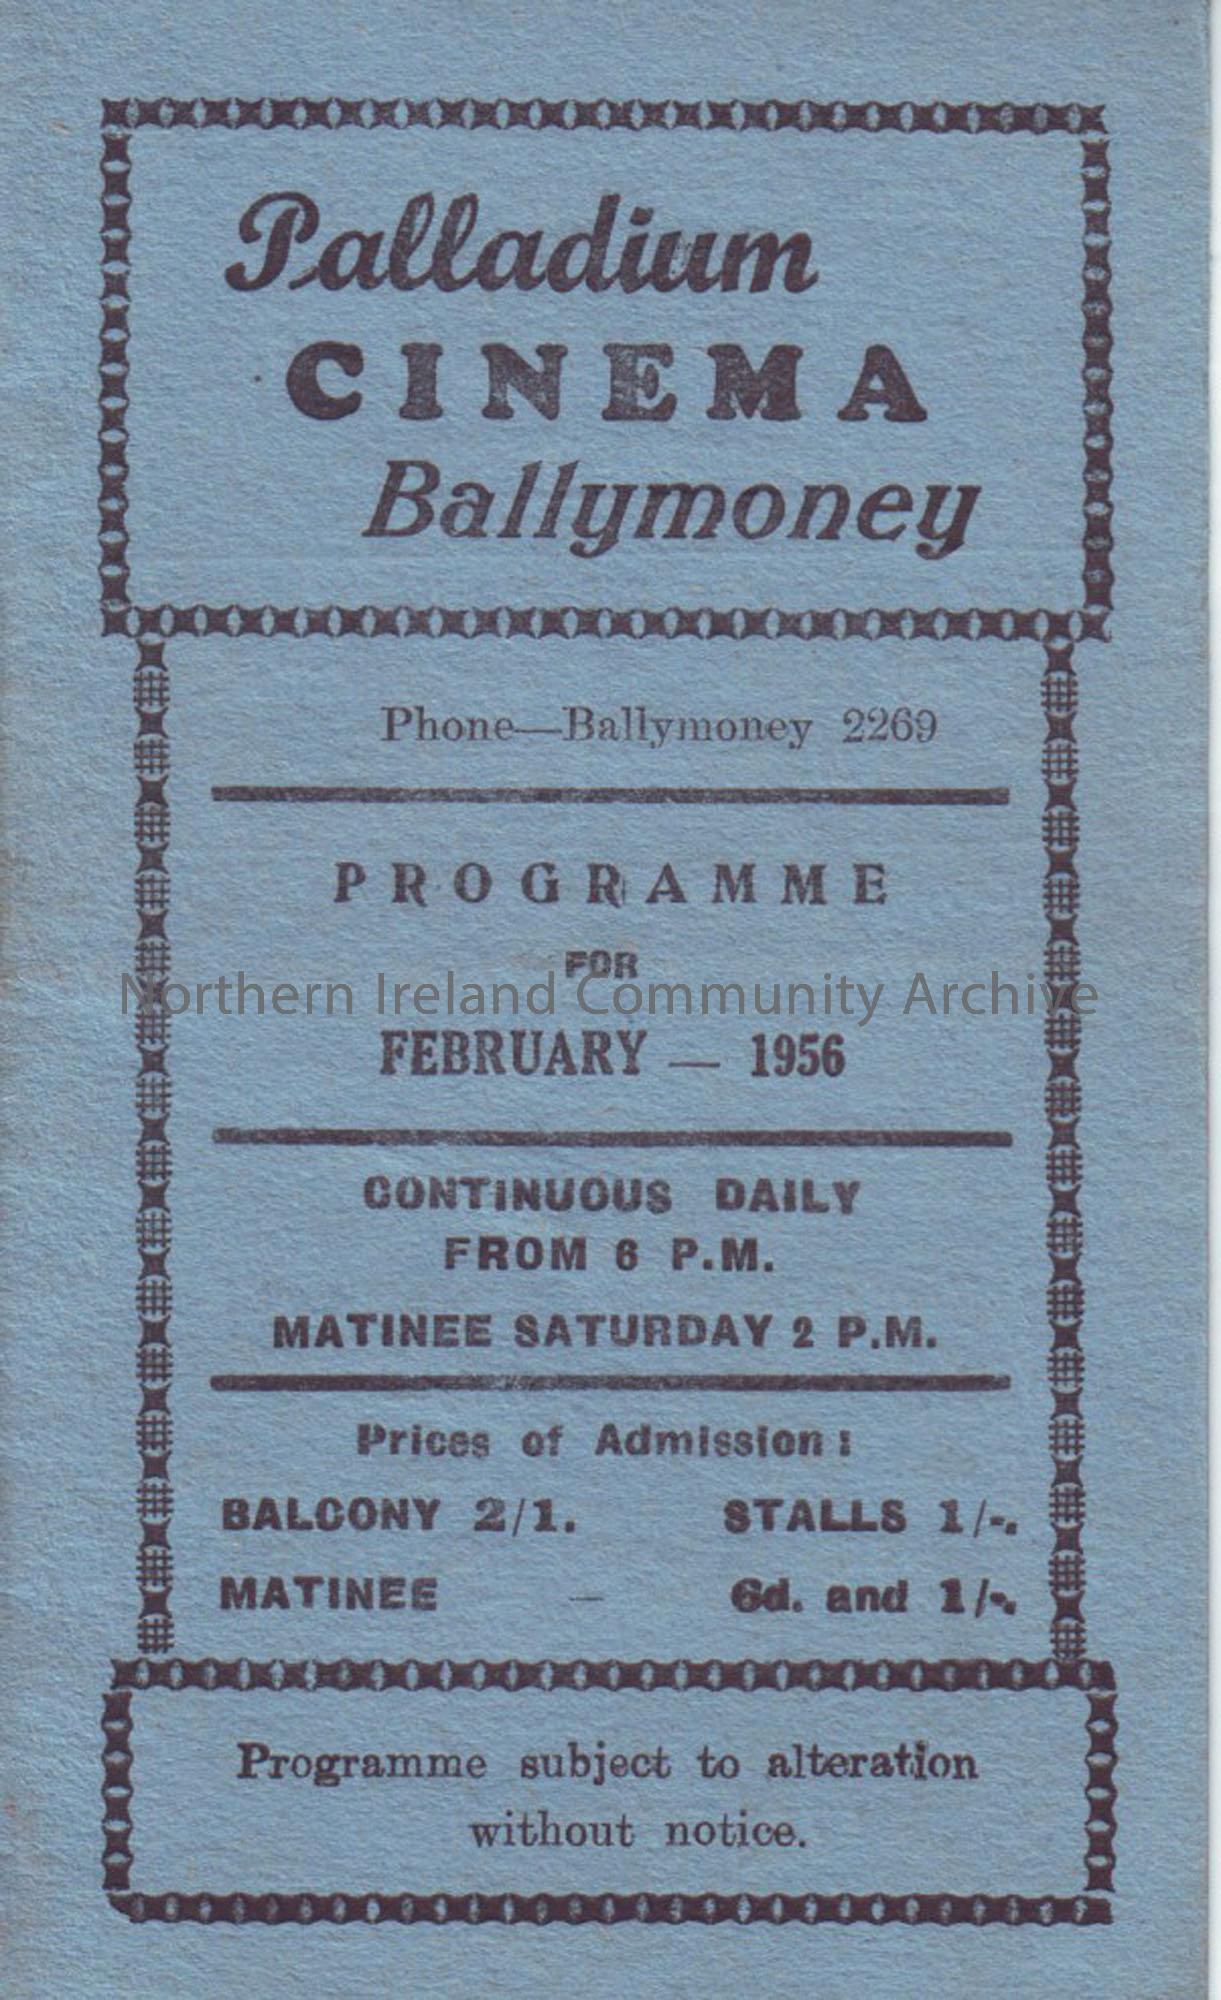 Palladium
CINEMA
Ballymoney
Phone—Ballymoney 2269
PROGRAMME
FOR
Northern Ireland Community Archive
FEBRUARY — 1956
CONTINUOUS DAILY
FROM 6 P.M.
MATINEE SATURDAY 2 P.M.
Prices of Admission:
BALCONY 2/1. STALLS 1/-.
MATINEE – 6d. and 1/-.
Programme subject to alteration
without notice.